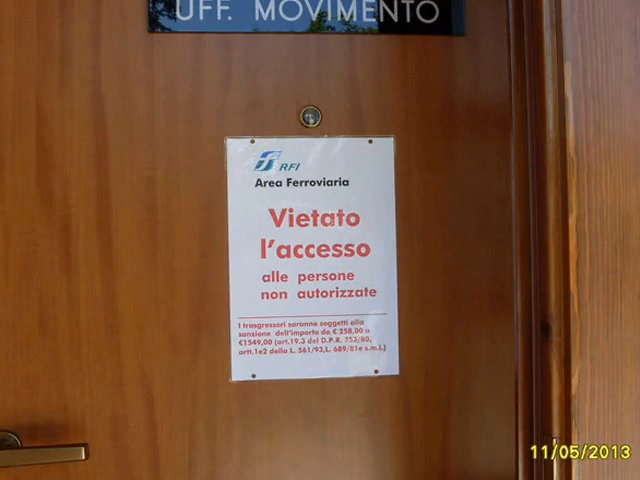 UFF. MOVIMENTO
RFI
Area Ferroviaria
Vietato
l'accesso
alle persone
non autorizzate
I trasgressori saranno soggetti alla
sanzione dell'importo da € 258,00 a
€1549,00 (art.19.3 del D.P.R. 753/80,
artt.1e2 della L. 561/93,L. 689/81e s.m.i.)
11/05/2013